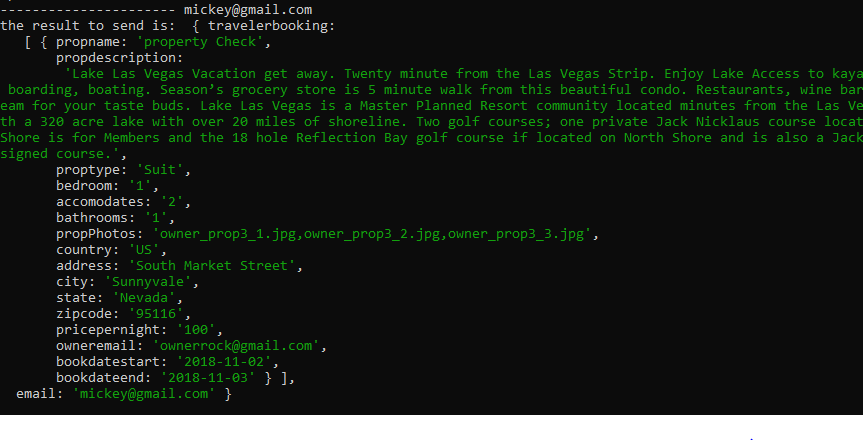 --------------------- mickey@gmail.com
the result to send is:  { travelerbooking:
   [ { propname: 'property Check',
       propdescription:
        'Lake Las Vegas Vacation get away. Twenty minute from the Las Vegas Strip. Enjoy Lake Access to kaya
 boarding, boating. Season’s grocery store is 5 minute walk from this beautiful condo. Restaurants, wine bar
eam for your taste buds. Lake Las Vegas is a Master Planned Resort community located minutes from the Las Ve
th a 320 acre lake with over 20 miles of shoreline. Two golf courses; one private Jack Nicklaus course locat
Shore is for Members and the 18 hole Reflection Bay golf course if located on North Shore and is also a Jack
signed course.',
       proptype: 'Suit',
       bedroom: '1',
       accomodates: '2',
       bathrooms: '1',
       propPhotos: 'owner_prop3_1.jpg,owner_prop3_2.jpg,owner_prop3_3.jpg',
       country: 'US',
       address: 'South Market Street',
       city: 'Sunnyvale',
       state: 'Nevada',
       zipcode: '95116',
       pricepernight: '100',
       owneremail: 'ownerrock@gmail.com',
       bookdatestart: '2018-11-02',
       bookdateend: '2018-11-03' } ],
  email: 'mickey@gmail.com' }